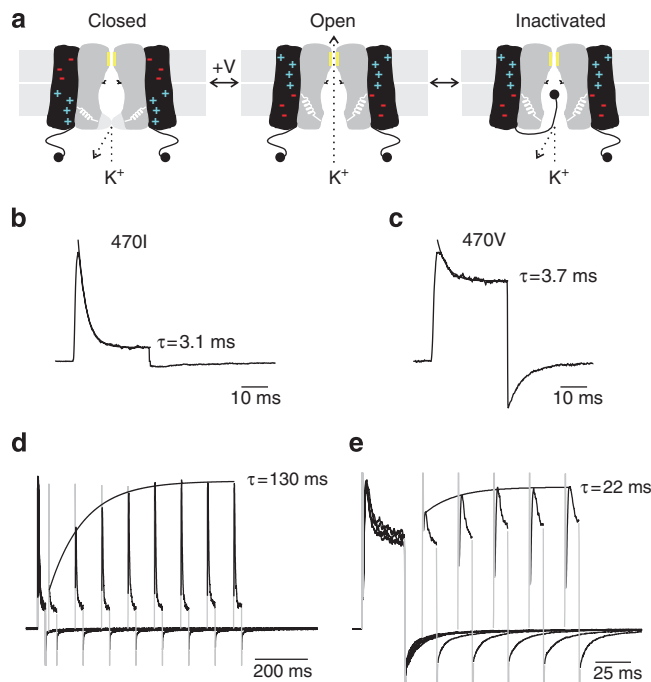 a
Closed
Open
Inactivated
+V
K⁺
K⁺
K⁺
b
470I
τ=3.1 ms
10 ms
c
470V
τ=3.7 ms
10 ms
d
τ=130 ms
200 ms
e
τ=22 ms
25 ms